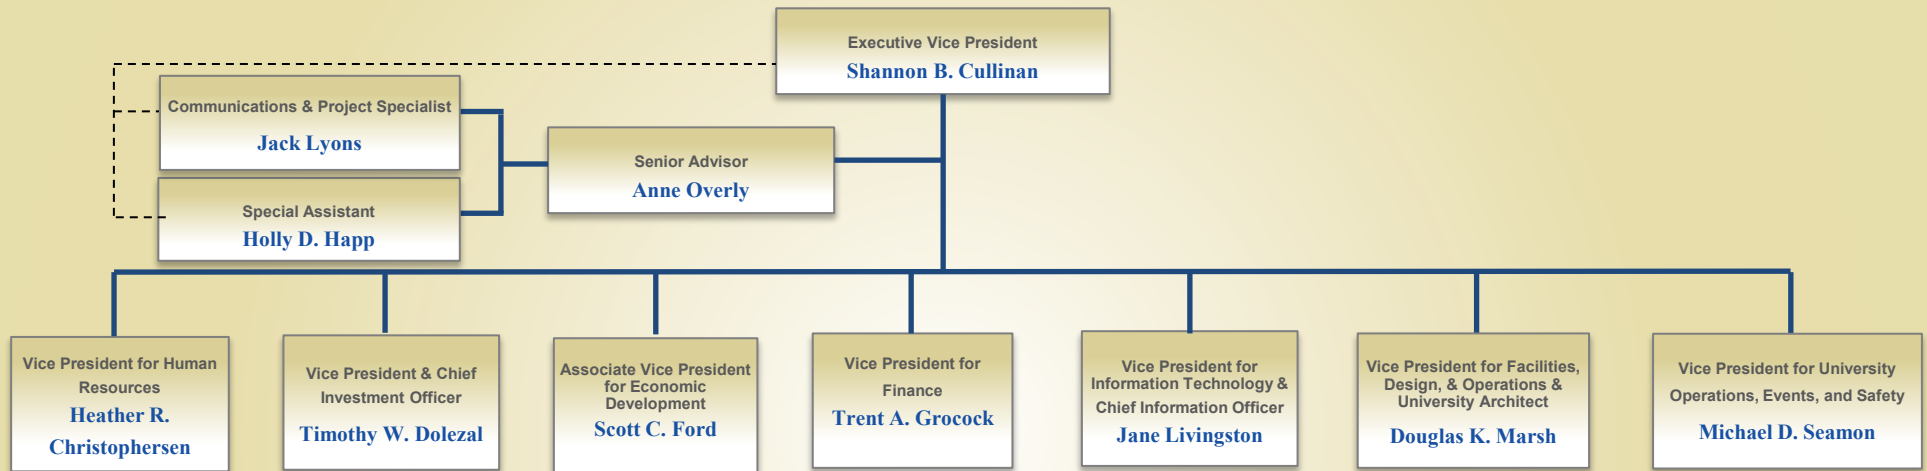 Executive Vice President
Shannon B. Cullinan
Communications & Project Specialist
Jack Lyons
Senior Advisor
Anne Overly
Special Assistant
Holly D. Happ
Vice President for Human
Resources
Heather R.
Christophersen
Vice President & Chief
Investment Officer
Timothy W. Dolezal
Associate Vice President
for Economic
Development
Scott C. Ford
Vice President for
Finance
Trent A. Grocock
Vice President for
Information Technology &
Chief Information Officer
Jane Livingston
Vice President for Facilities,
Design, & Operations &
University Architect
Douglas K. Marsh
Vice President for University
Operations, Events, and Safety
Michael D. Seamon